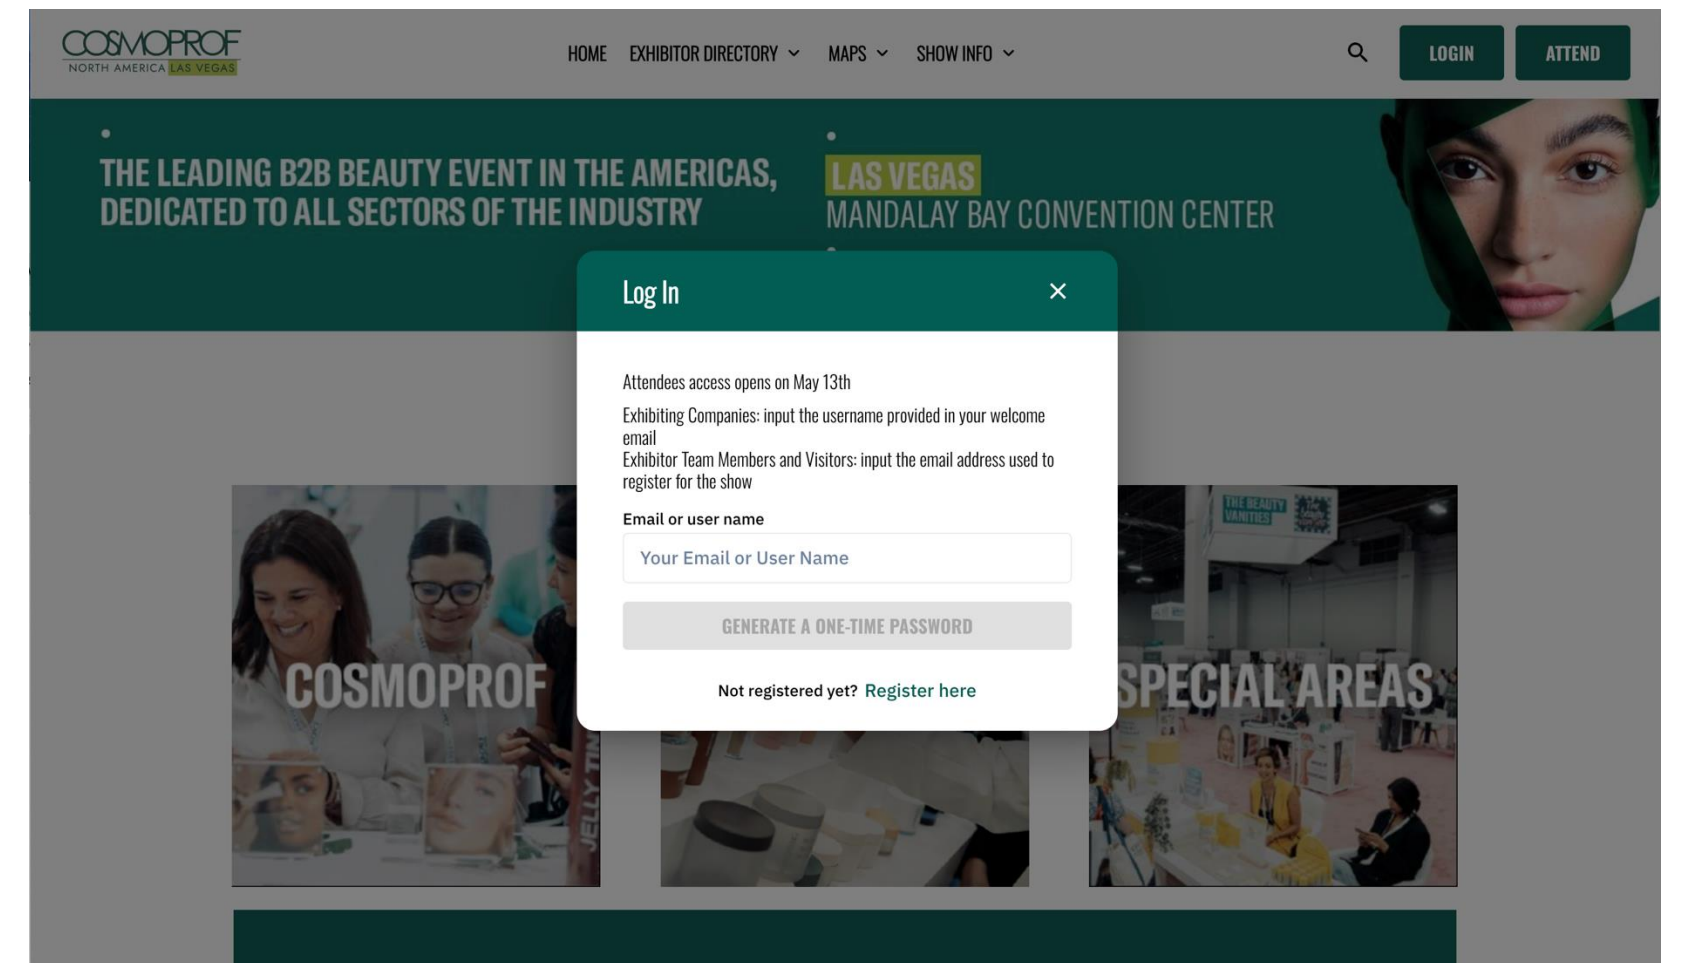 COSMOPROF
NORTH AMERICA LAS VEGAS
HOME EXHIBITOR DIRECTORY MAPS SHOW INFO
LOGIN
ATTEND
THE LEADING B2B BEAUTY EVENT IN THE AMERICAS,
DEDICATED TO ALL SECTORS OF THE INDUSTRY
LAS VEGAS
MANDALAY BAY CONVENTION CENTER
Log In
Attendees access opens on May 13th
Exhibiting Companies: input the username provided in your welcome
email
Exhibitor Team Members and Visitors: input the email address used to
register for the show
Email or user name
Your Email or User Name
GENERATE A ONE-TIME PASSWORD
Not registered yet? Register here
COSMOPROF
JELLY TIN
THE BEAUTY
VANITIES
SPECIAL AREAS